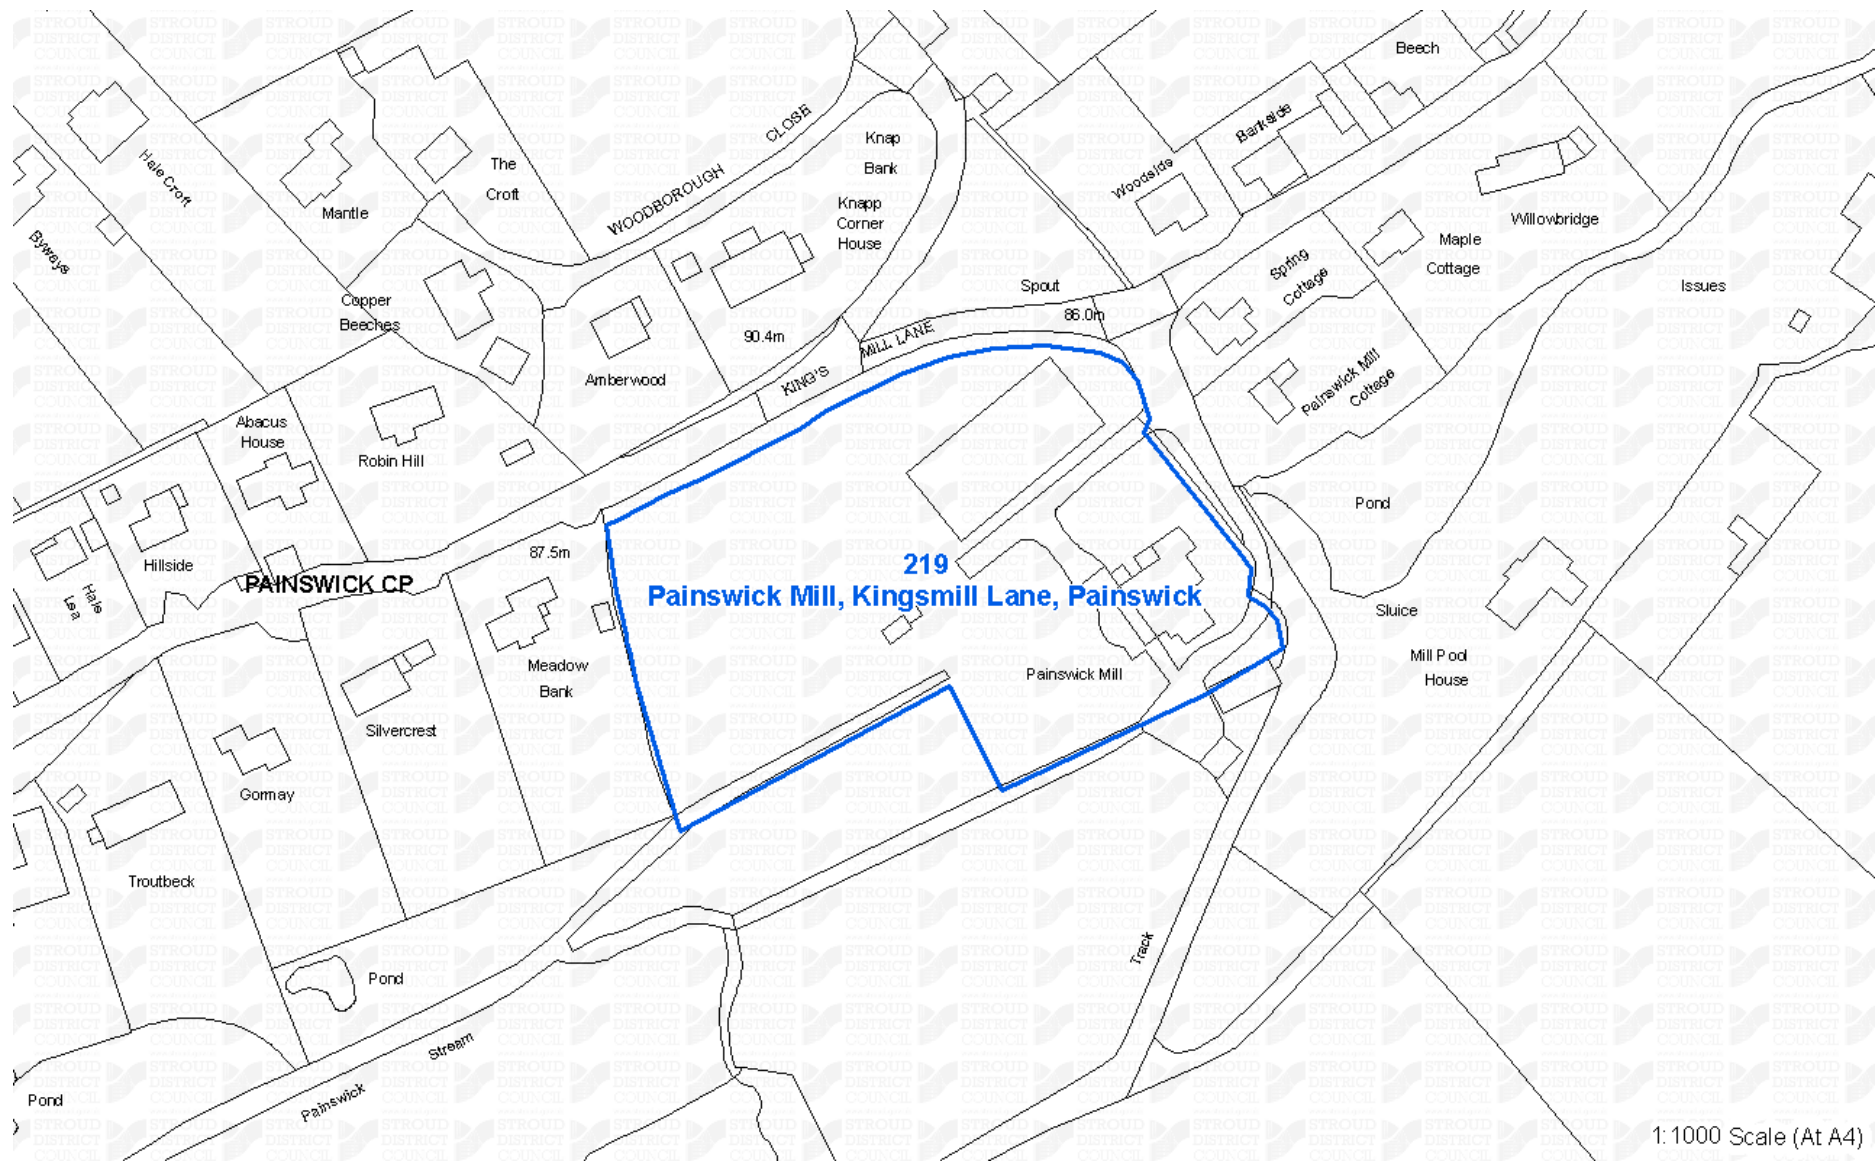 STROUD
DISTRICT
COUNCIL
Beech
Bankside
CLOSE
Knap
Bank
Hale Croft
The
Croft
Woodside
WOODBOROUGH
Mantle
Knapp
Corner
House
Willowbridge
Byways
Maple
Cottage
Spring
Cottage
Spout
Issues
Copper
Beeches
86.0m
90.4m
KING'S
MILL LANE
Amberwood
Painswick Mill
Cottage
Abacus
House
Robin Hill
Pond
87.5m
Hillside
PAINSWICK CP
Hale
Lea
219
Painswick Mill, Kingsmill Lane, Painswick
Sluice
Mill Pool
House
Meadow
Bank
Painswick Mill
Silvercrest
Gormay
Troutbeck
Track
Pond
Stream
Painswick
Pond
1:1000 Scale (At A4)